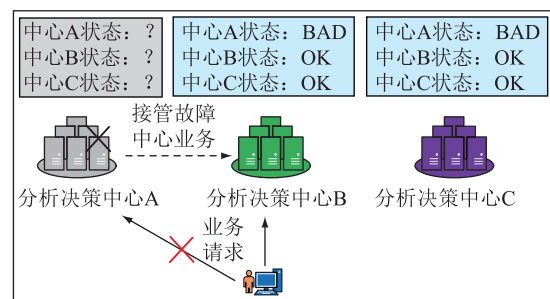 中心A状态：？
中心B状态：？
中心C状态：？
中心A状态：BAD
中心B状态：OK
中心C状态：OK
中心A状态：BAD
中心B状态：OK
中心C状态：OK
接管故障
中心业务
分析决策中心A
分析决策中心B
分析决策中心C
业务
请求